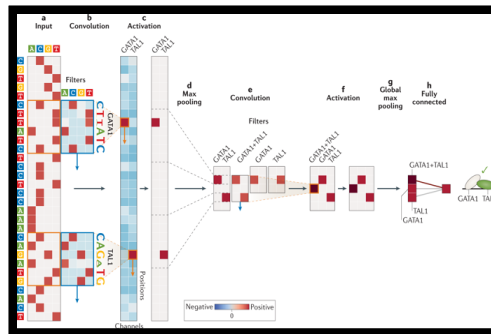 a
Input
b
Convolution
c
Activation
A C G T
Filters
A C G T
CTTATC
GATA1
CAGATG
TAL1
GATA1
TAL1
GATA1
TAL1
Positions
Channels
d
Max
pooling
e
Convolution
Filters
GATA1
TAL1
GATA1+TAL1
GATA1
TAL1
f
Activation
GATA1+TAL1
GATA1
TAL1
g
Global
max
pooling
h
Fully
connected
GATA1+TAL1
TAL1
GATA1
GATA1
Negative
0
Positive